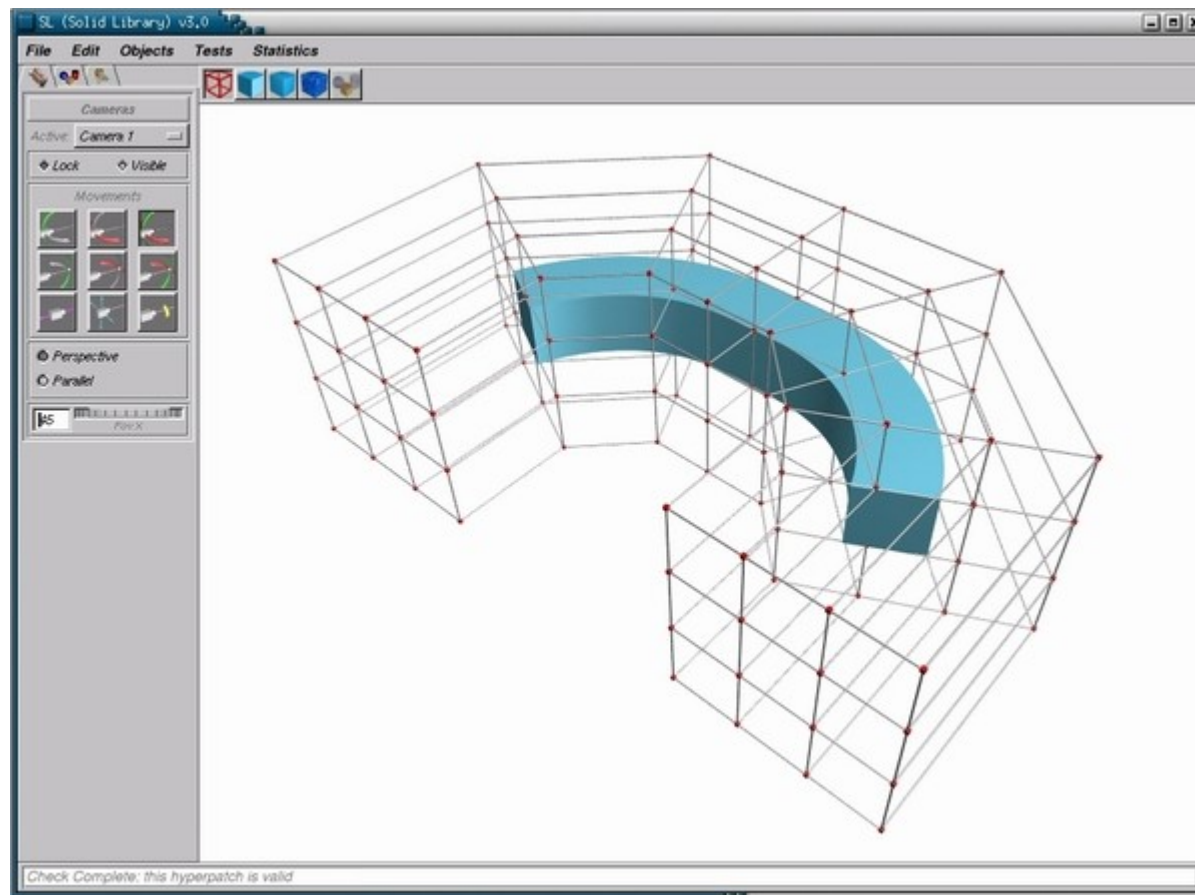 SL (Solid Library) v3.0
File Edit Objects Tests Statistics
Cameras
Active: Camera 1
Lock Visible
Movements
Perspective
Parallel
45
Check Complete: this hyperpatch is valid